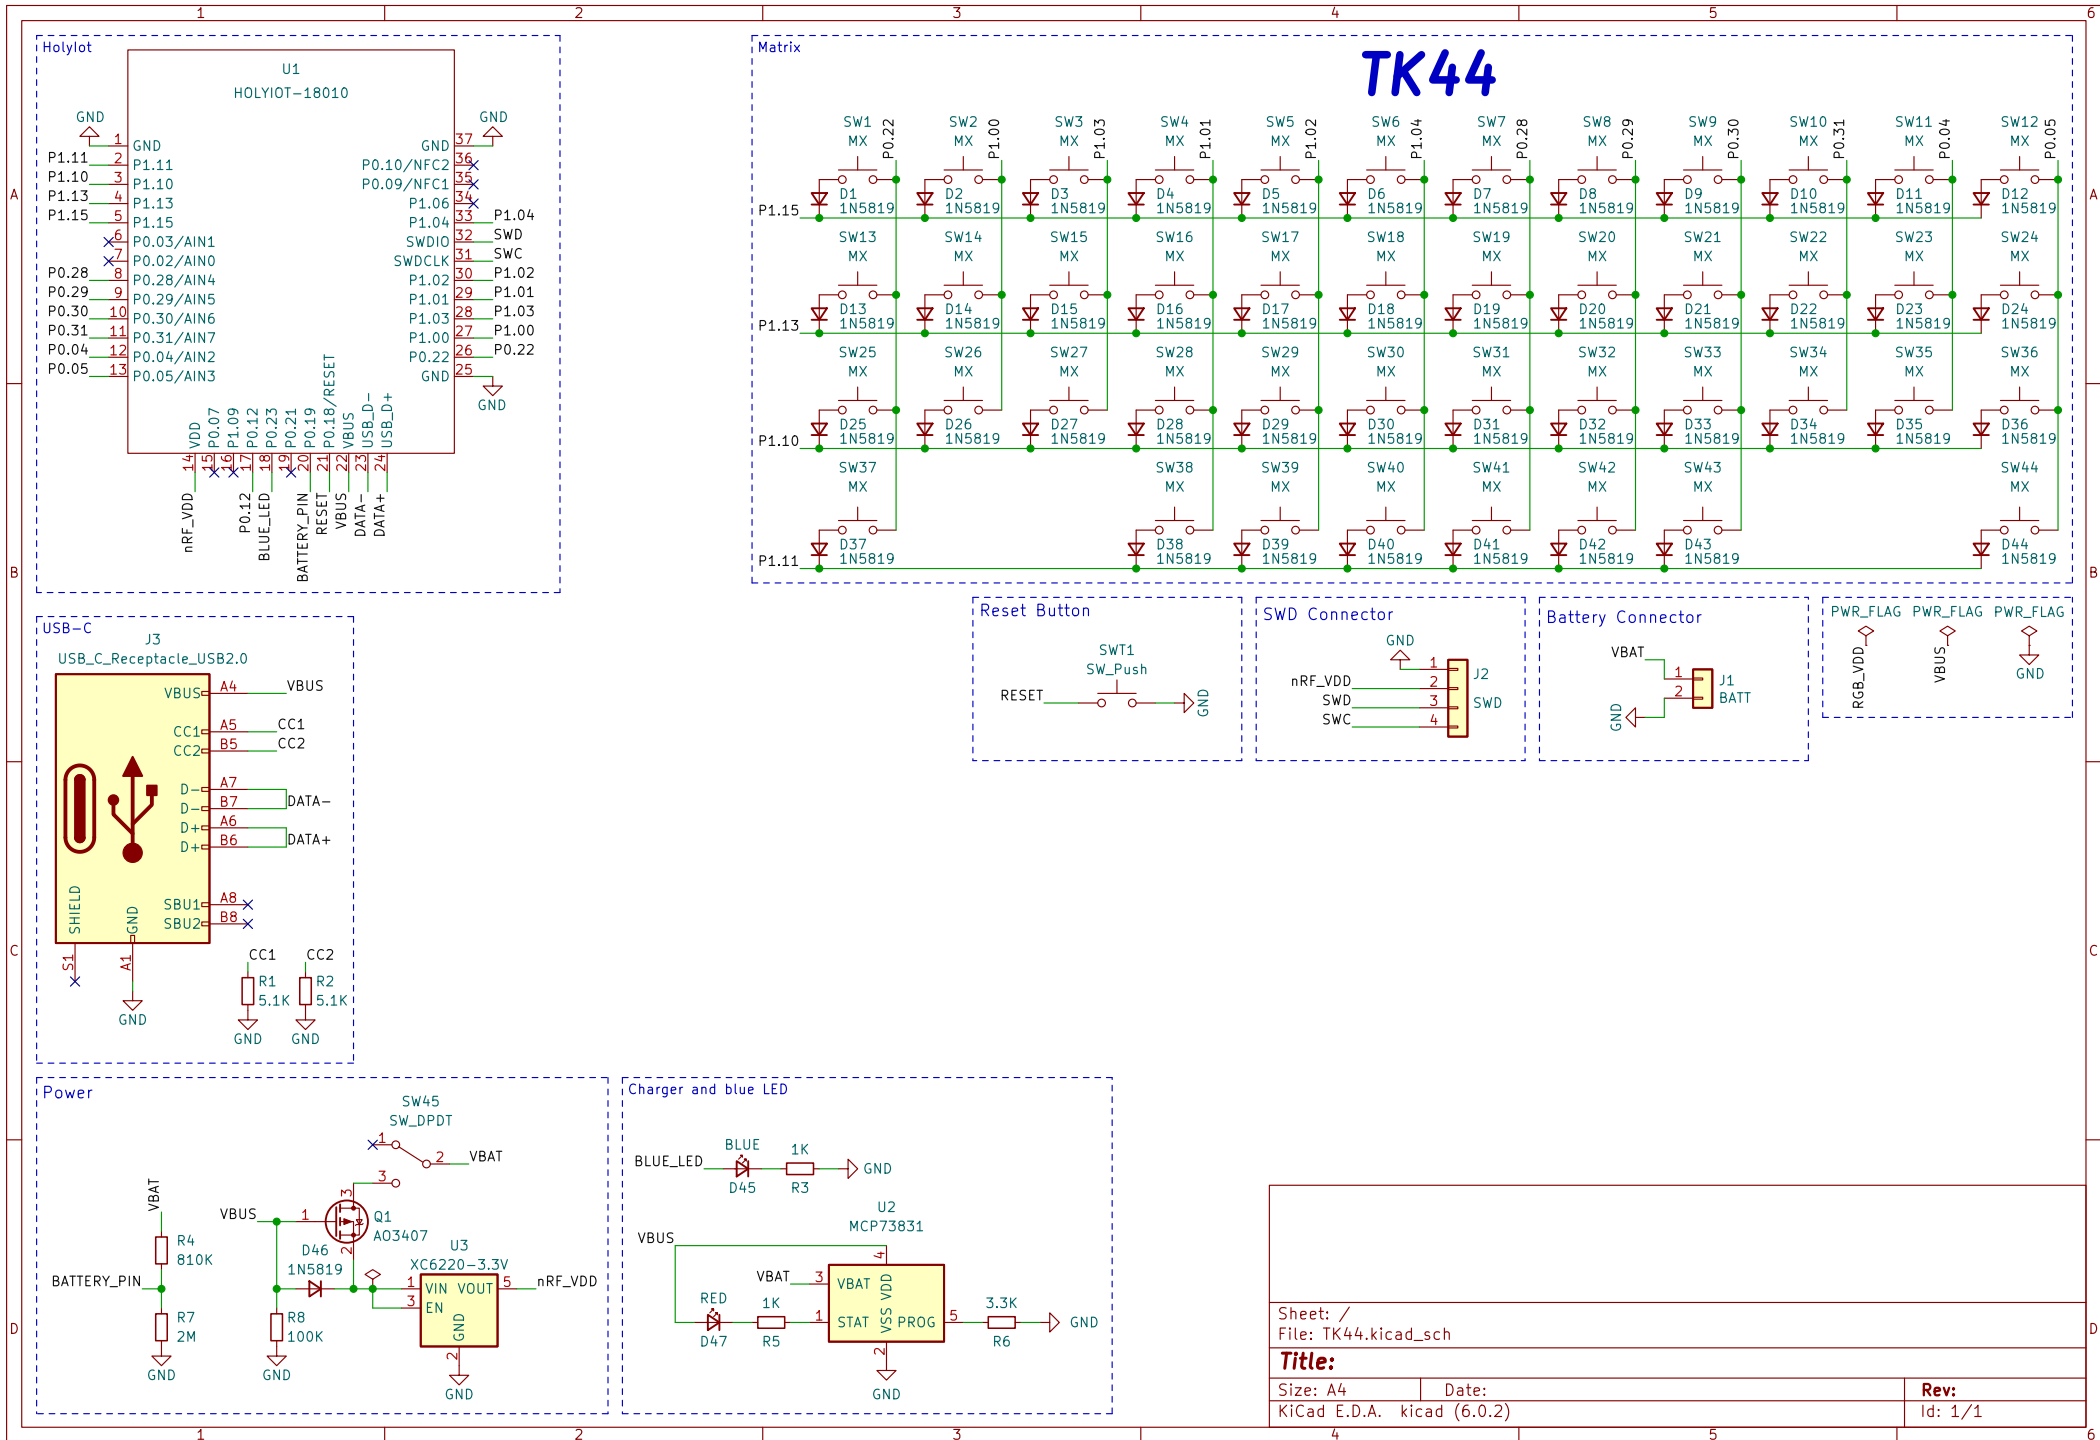 1 2 3 4 5 6
A
B
C
D
A
B
C
D
1 2 3 4 5 6
HolyIot
U1
HOLYIOT-18010
GND
GND
1 GND
P1.11 2 P1.11
P1.10 3 P1.10
P1.13 4 P1.13
P1.15 5 P1.15
6 P0.03/AIN1
7 P0.02/AIN0
P0.28 8 P0.28/AIN4
P0.29 9 P0.29/AIN5
P0.30 10 P0.30/AIN6
P0.31 11 P0.31/AIN7
P0.04 12 P0.04/AIN2
P0.05 13 P0.05/AIN3
GND 37
P0.10/NFC2 36
P0.09/NFC1 35
P1.06 34
P1.04 33 P1.04
SWDIO 32 SWD
SWDCLK 31 SWC
P1.02 30 P1.02
P1.01 29 P1.01
P1.03 28 P1.03
P1.00 27 P1.00
P0.22 26 P0.22
GND 25
GND
VDD 14 nRF_VDD
P0.07 15
P1.09 16
P0.12 17 P0.12
P0.23 18 BLUE_LED
P0.21 19
P0.19 20 BATTERY_PIN
P0.18/RESET 21 RESET
VBUS 22 VBUS
USB_D- 23 DATA-
USB_D+ 24 DATA+
Matrix
TK44
SW1 SW2 SW3 SW4 SW5 SW6 SW7 SW8 SW9 SW10 SW11 SW12
MX MX MX MX MX MX MX MX MX MX MX MX
P0.22 P1.00 P1.03 P1.01 P1.02 P1.04 P0.28 P0.29 P0.30 P0.31 P0.04 P0.05
D1 D2 D3 D4 D5 D6 D7 D8 D9 D10 D11 D12
P1.15 1N5819 1N5819 1N5819 1N5819 1N5819 1N5819 1N5819 1N5819 1N5819 1N5819 1N5819 1N5819
SW13 SW14 SW15 SW16 SW17 SW18 SW19 SW20 SW21 SW22 SW23 SW24
MX MX MX MX MX MX MX MX MX MX MX MX
D13 D14 D15 D16 D17 D18 D19 D20 D21 D22 D23 D24
P1.13 1N5819 1N5819 1N5819 1N5819 1N5819 1N5819 1N5819 1N5819 1N5819 1N5819 1N5819 1N5819
SW25 SW26 SW27 SW28 SW29 SW30 SW31 SW32 SW33 SW34 SW35 SW36
MX MX MX MX MX MX MX MX MX MX MX MX
D25 D26 D27 D28 D29 D30 D31 D32 D33 D34 D35 D36
P1.10 1N5819 1N5819 1N5819 1N5819 1N5819 1N5819 1N5819 1N5819 1N5819 1N5819 1N5819 1N5819
SW37 SW38 SW39 SW40 SW41 SW42 SW43 SW44
MX MX MX MX MX MX MX MX
D37 D38 D39 D40 D41 D42 D43 D44
P1.11 1N5819 1N5819 1N5819 1N5819 1N5819 1N5819 1N5819 1N5819
Reset Button
SWT1
SW_Push
RESET
GND
SWD Connector
GND
1
nRF_VDD 2
SWD 3
SWC 4
J2
SWD
Battery Connector
VBAT
1
2
J1
BATT
GND
PWR_FLAG PWR_FLAG PWR_FLAG
RGB_VDD
VBUS
GND
USB-C
J3
USB_C_Receptacle_USB2.0
VBUS A4 VBUS
CC1 A5 CC1
CC2 B5 CC2
D- A7
D- B7 DATA-
D+ A6
D+ B6 DATA+
SBU1 A8
SBU2 B8
SHIELD
GND
S1
A1
GND
CC1 CC2
R1 R2
5.1K 5.1K
GND GND
Power
SW45
SW_DPDT
1
2 VBAT
3
VBAT
R4
810K
BATTERY_PIN
R7
2M
GND
VBUS 1
3
Q1
AO3407
2
D46
1N5819
R8
100K
GND
U3
XC6220-3.3V
1 VIN VOUT 5 nRF_VDD
3 EN
GND
2
GND
Charger and blue LED
BLUE 1K
BLUE_LED GND
D45 R3
U2
MCP73831
VBUS
4
VBAT 3 VBAT VDD
RED 1K 3.3K
1 STAT VSS PROG 5 GND
D47 R5 R6
2
GND
Sheet: /
File: TK44.kicad_sch
Title:
Size: A4 Date: Rev:
KiCad E.D.A. kicad (6.0.2) Id: 1/1